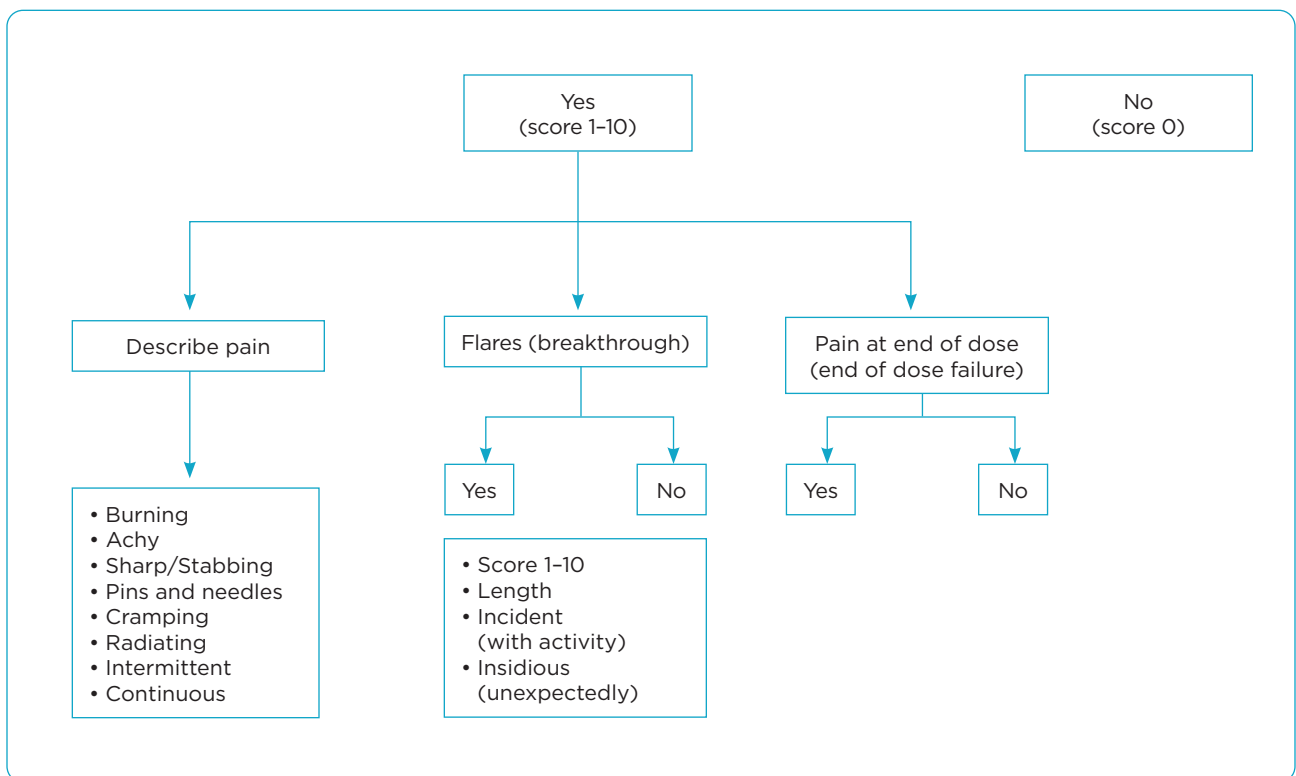 Yes
(score 1–10)
No
(score 0)
Describe pain
Flares (breakthrough)
Pain at end of dose
(end of dose failure)
• Burning
• Achy
• Sharp/Stabbing
• Pins and needles
• Cramping
• Radiating
• Intermittent
• Continuous
Yes
No
• Score 1–10
• Length
• Incident
(with activity)
• Insidious
(unexpectedly)
Yes
No